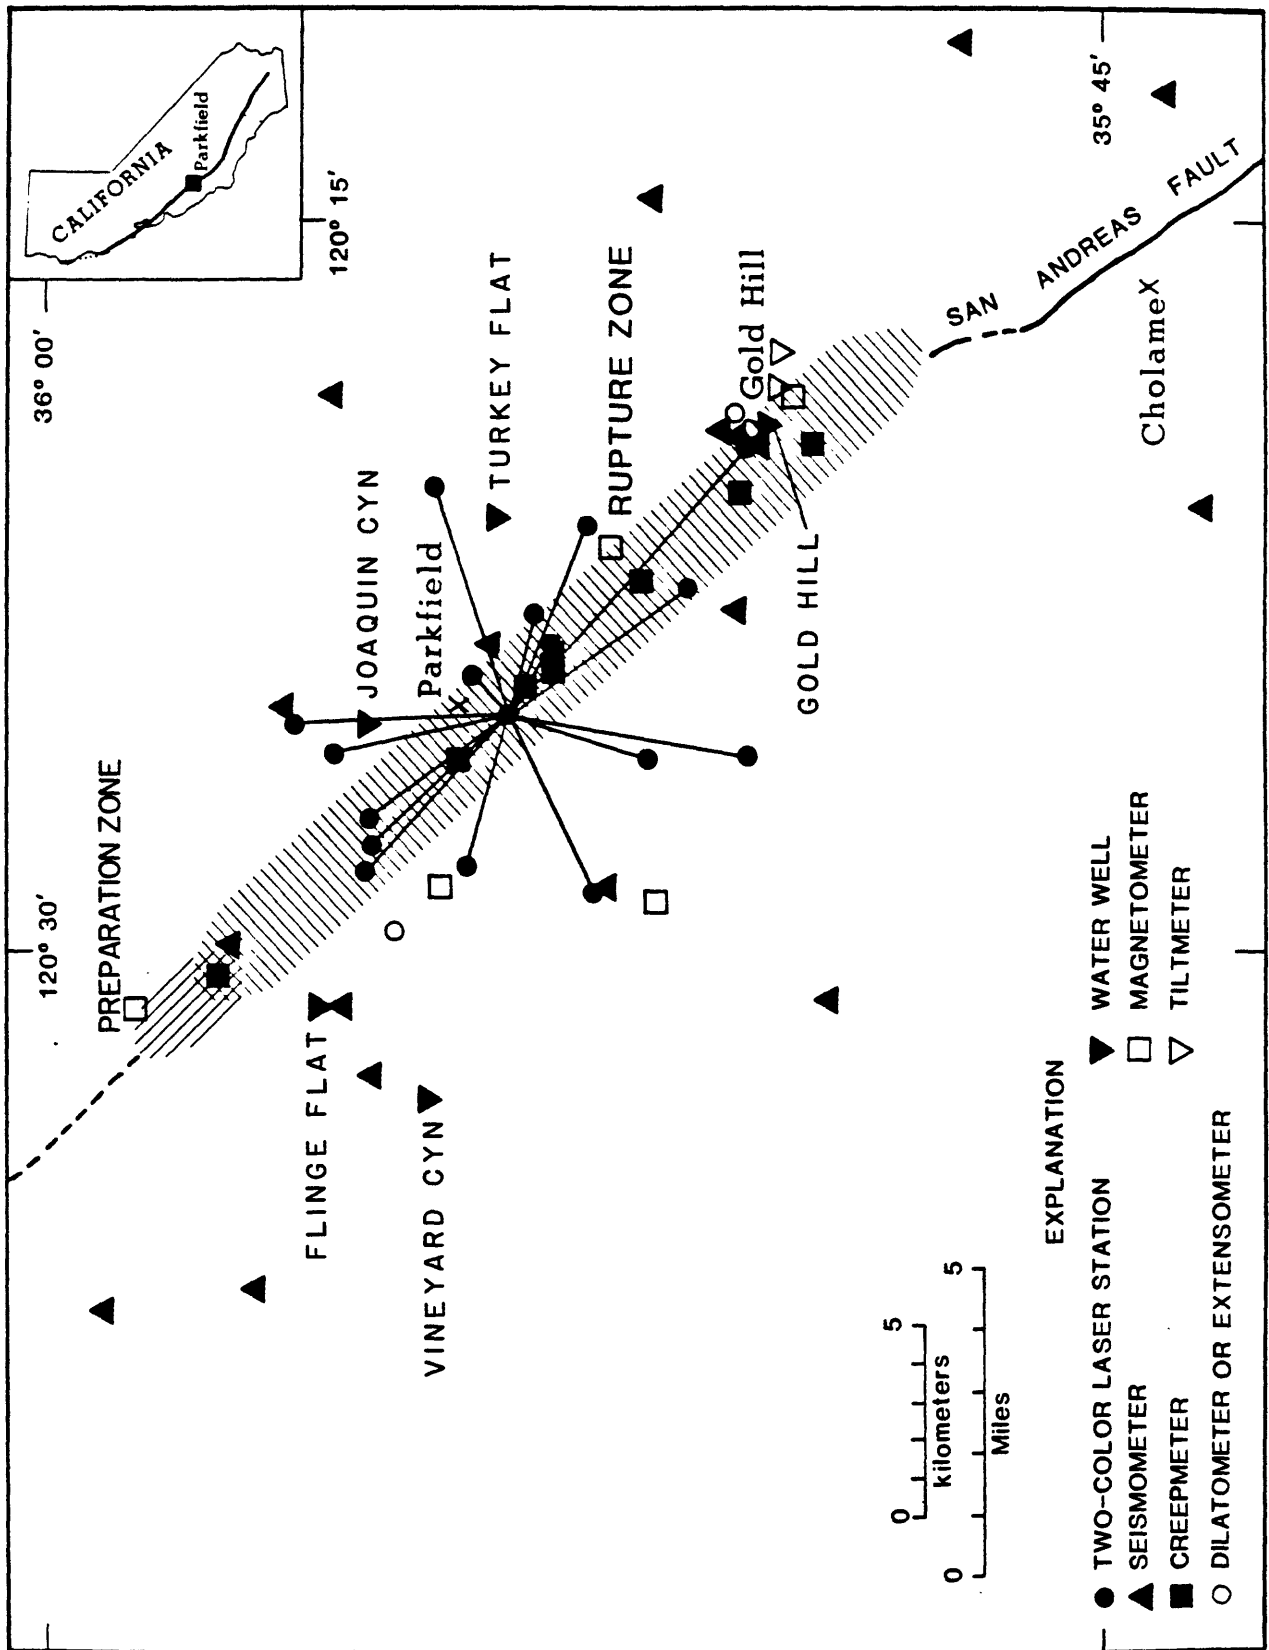 36° 00'
35° 45'
CALIFORNIA
Parkfield
120° 15'
120° 30'
PREPARATION ZONE
JOAQUIN CYN
Parkfield
TURKEY FLAT
RUPTURE ZONE
Gold Hill
GOLD HILL
SAN ANDREAS FAULT
CholameX
FLINGE FLAT
VINEYARD CYN
0 5
kilometers
0 5
Miles
EXPLANATION
TWO-COLOR LASER STATION
SEISMOMETER
CREEPMETER
DILATOMETER OR EXTENSOMETER
WATER WELL
MAGNETOMETER
TILTMETER